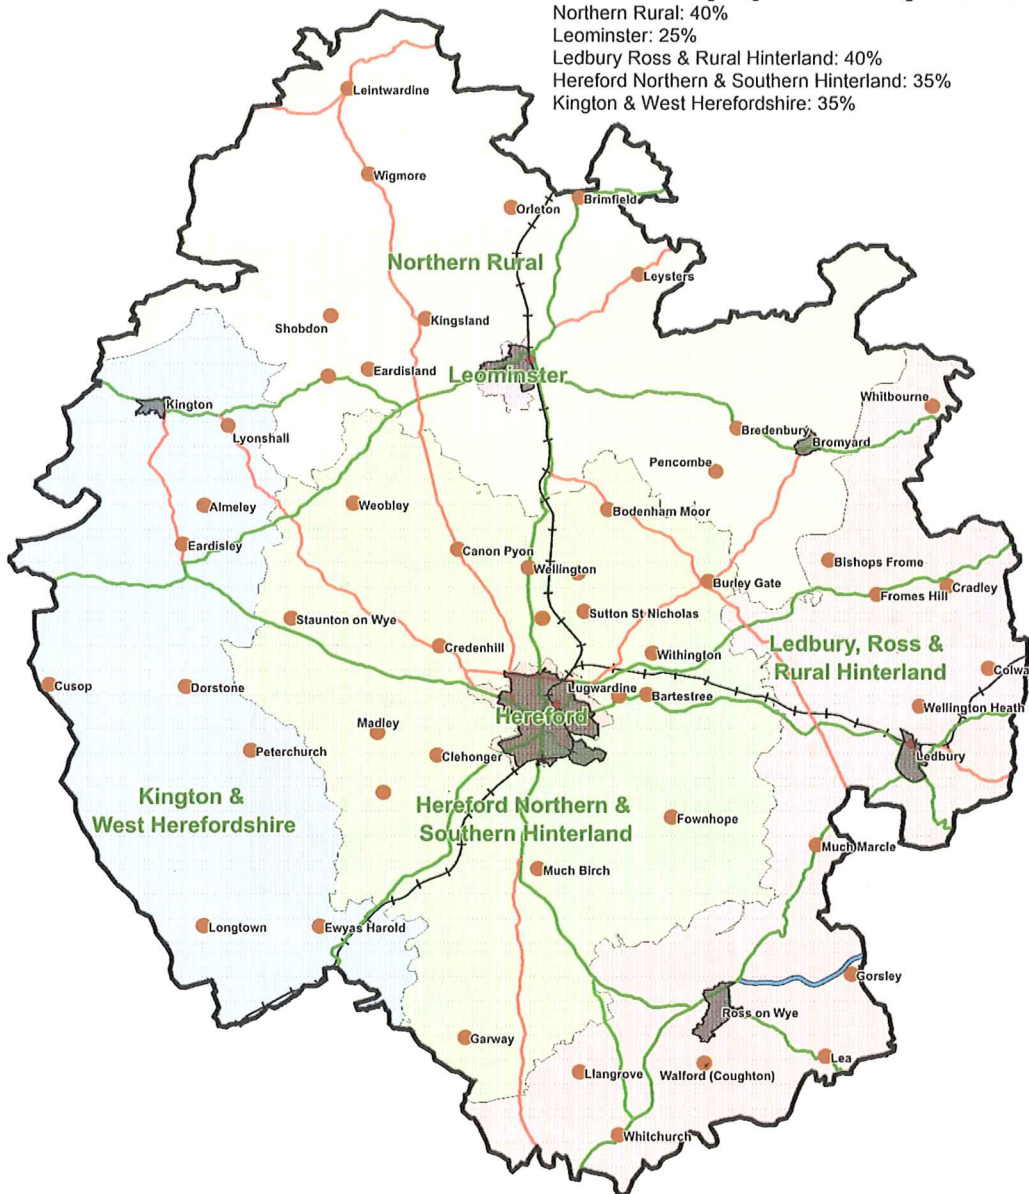 Northern Rural: 40%
Leominster: 25%
Ledbury Ross & Rural Hinterland: 40%
Hereford Northern & Southern Hinterland: 35%
Kington & West Herefordshire: 35%
Leintwardine
Wigmore
Orleton
Brimfield
Northern Rural
Leysters
Shobdon
Kingsland
Eardisland
Leominster
Kington
Lyonshall
Whitbourne
Bredenbury
Bromyard
Pencombe
Almeley
Weobley
Bodenham Moor
Eardisley
Canon Pyon
Wellington
Bishops Frome
Burley Gate
Fromes Hill
Cradley
Staunton on Wye
Sutton St Nicholas
Credenhill
Withington
Ledbury, Ross &
Rural Hinterland
Colwa
Cusop
Dorstone
Lugwardine
Bartestree
Wellington Heath
Hereford
Madley
Peterchurch
Clehonger
Ledbury
Kington &
West Herefordshire
Hereford Northern &
Southern Hinterland
Fownhope
Much Marcle
Much Birch
Longtown
Ewyas Harold
Gorsley
Ross on Wye
Garway
Lea
Llangrove
Walford (Coughton)
Whitchurch